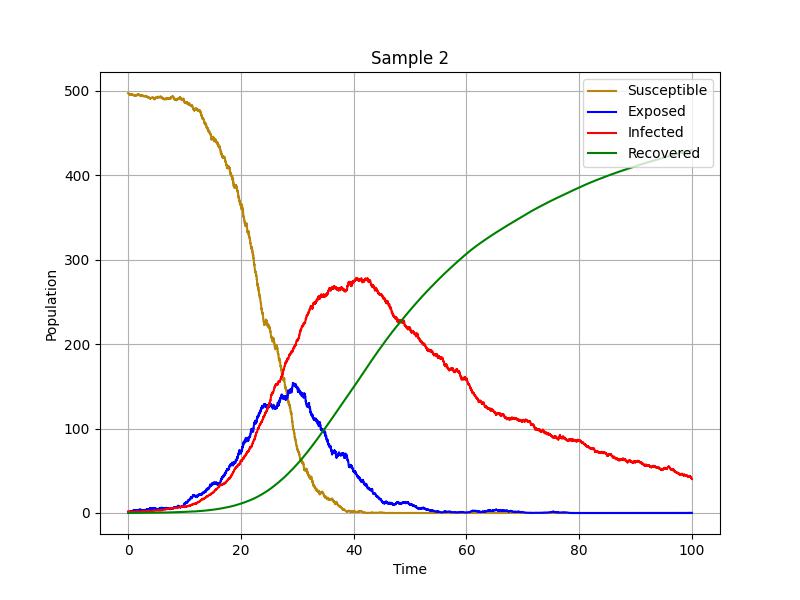 Sample 2
Susceptible
Exposed
Infected
Recovered
Population
500
400
300
200
100
0
0 20 40 60 80 100
Time